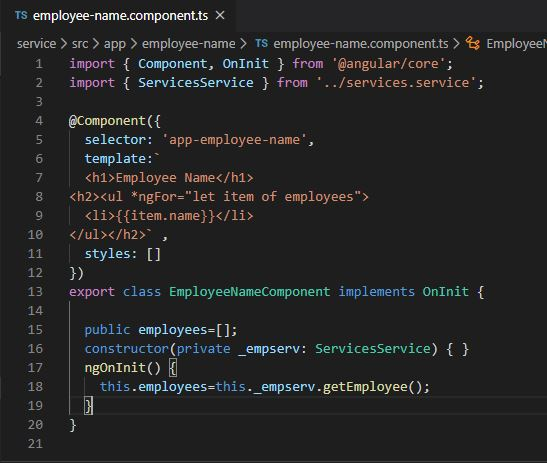 TS employee-name.component.ts ×
service > src > app > employee-name > TS employee-name.component.ts > EmployeeN
1 import { Component, OnInit } from '@angular/core';
2 import { ServicesService } from '../services.service';
3
4 @Component({
5   selector: 'app-employee-name',
6   template:`
7   <h1>Employee Name</h1>
8 <h2><ul *ngFor="let item of employees">
9   <li>{{item.name}}</li>
10 </ul></h2>` ,
11   styles: []
12 })
13 export class EmployeeNameComponent implements OnInit {
14
15   public employees=[];
16   constructor(private _empserv: ServicesService) { }
17   ngOnInit() {
18     this.employees=this._empserv.getEmployee();
19   }
20 }
21